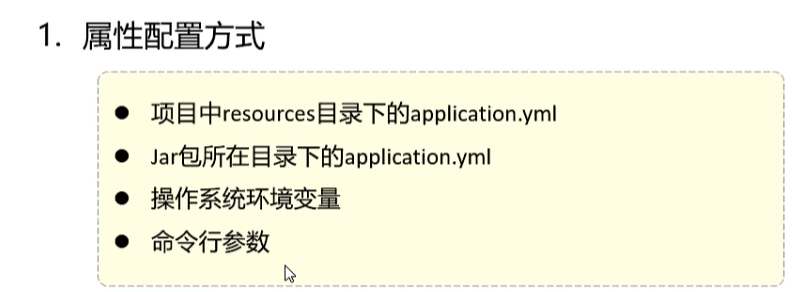 1. 属性配置方式
● 项目中resources目录下的application.yml
● Jar包所在目录下的application.yml
● 操作系统环境变量
● 命令行参数